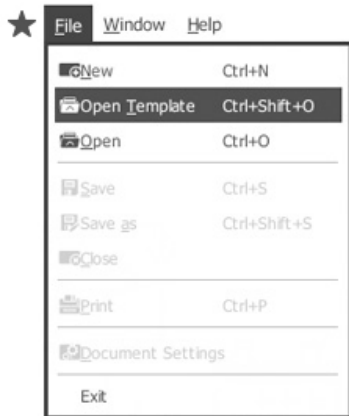 File Window Help
New Ctrl+N
Open Template Ctrl+Shift+O
Open Ctrl+O
Save Ctrl+S
Save as Ctrl+Shift+S
Close
Print Ctrl+P
Document Settings
Exit